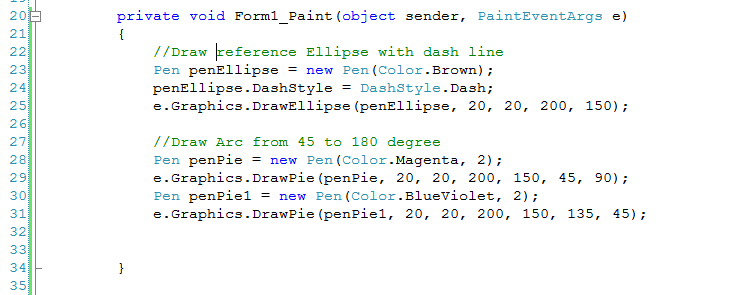 20 private void Form1_Paint(object sender, PaintEventArgs e)
21 {
22 //Draw reference Ellipse with dash line
23 Pen penEllipse = new Pen(Color.Brown);
24 penEllipse.DashStyle = DashStyle.Dash;
25 e.Graphics.DrawEllipse(penEllipse, 20, 20, 200, 150);
26
27 //Draw Arc from 45 to 180 degree
28 Pen penPie = new Pen(Color.Magenta, 2);
29 e.Graphics.DrawPie(penPie, 20, 20, 200, 150, 45, 90);
30 Pen penPie1 = new Pen(Color.BlueViolet, 2);
31 e.Graphics.DrawPie(penPie1, 20, 20, 200, 150, 135, 45);
32
33
34 }
35